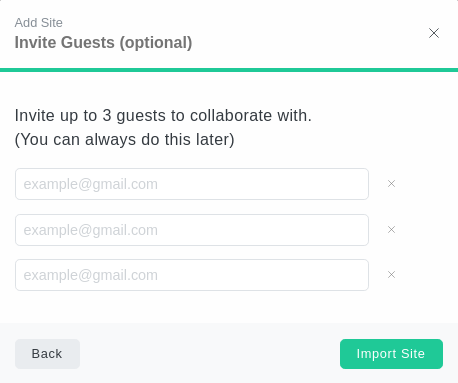 Add Site
Invite Guests (optional)
Invite up to 3 guests to collaborate with.
(You can always do this later)
example@gmail.com
example@gmail.com
example@gmail.com
Back
Import Site